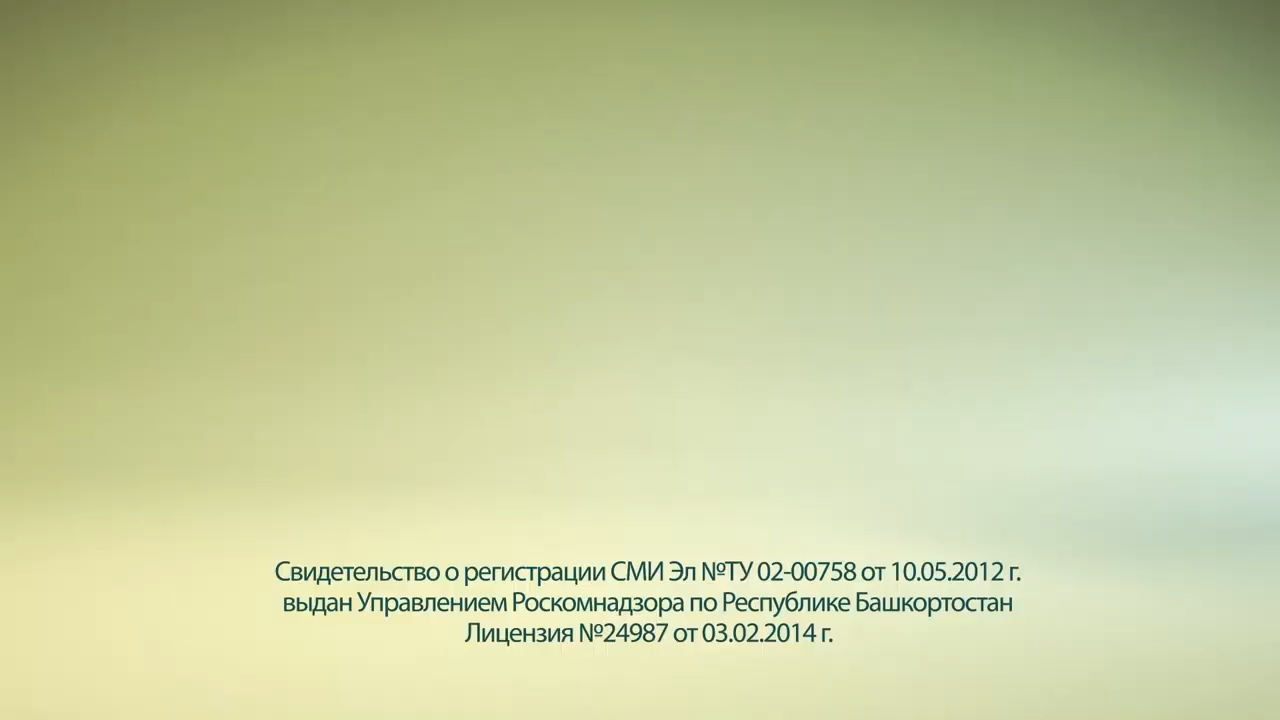 Свидетельство о регистрации СМИ Эл №ТУ 02-00758 от 10.05.2012 г.
выдан Управлением Роскомнадзора по Республике Башкортостан
Лицензия №24987 от 03.02.2014 г.